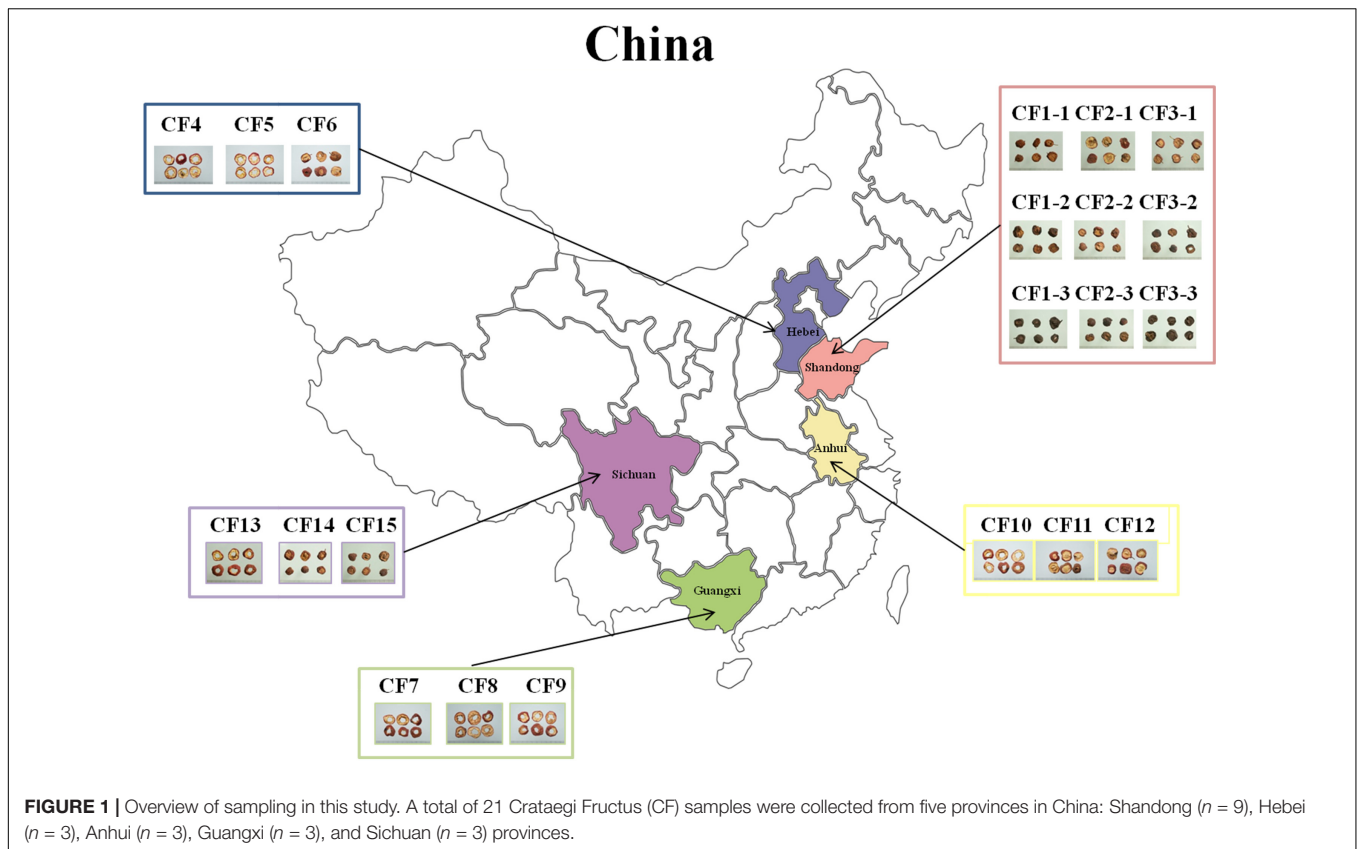 China
CF4 CF5 CF6
CF1-1 CF2-1 CF3-1
CF1-2 CF2-2 CF3-2
CF1-3 CF2-3 CF3-3
Hebei
Shandong
Anhui
Sichuan
Guangxi
CF13 CF14 CF15
CF10 CF11 CF12
CF7 CF8 CF9
FIGURE 1 | Overview of sampling in this study. A total of 21 Crataegi Fructus (CF) samples were collected from five provinces in China: Shandong (n = 9), Hebei
(n = 3), Anhui (n = 3), Guangxi (n = 3), and Sichuan (n = 3) provinces.